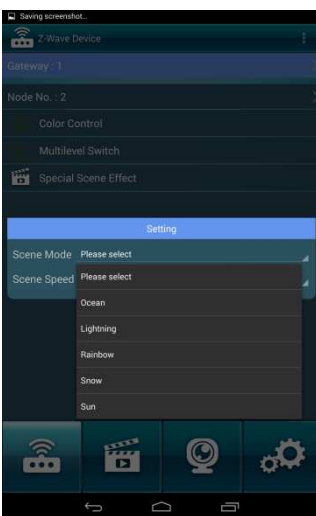 Saving screenshot...
Z-Wave Device
Gateway : 1
Node No. : 2
Color Control
Multilevel Switch
Special Scene Effect
Setting
Scene Mode Please select
Scene Speed Please select
Ocean
Lightning
Rainbow
Snow
Sun